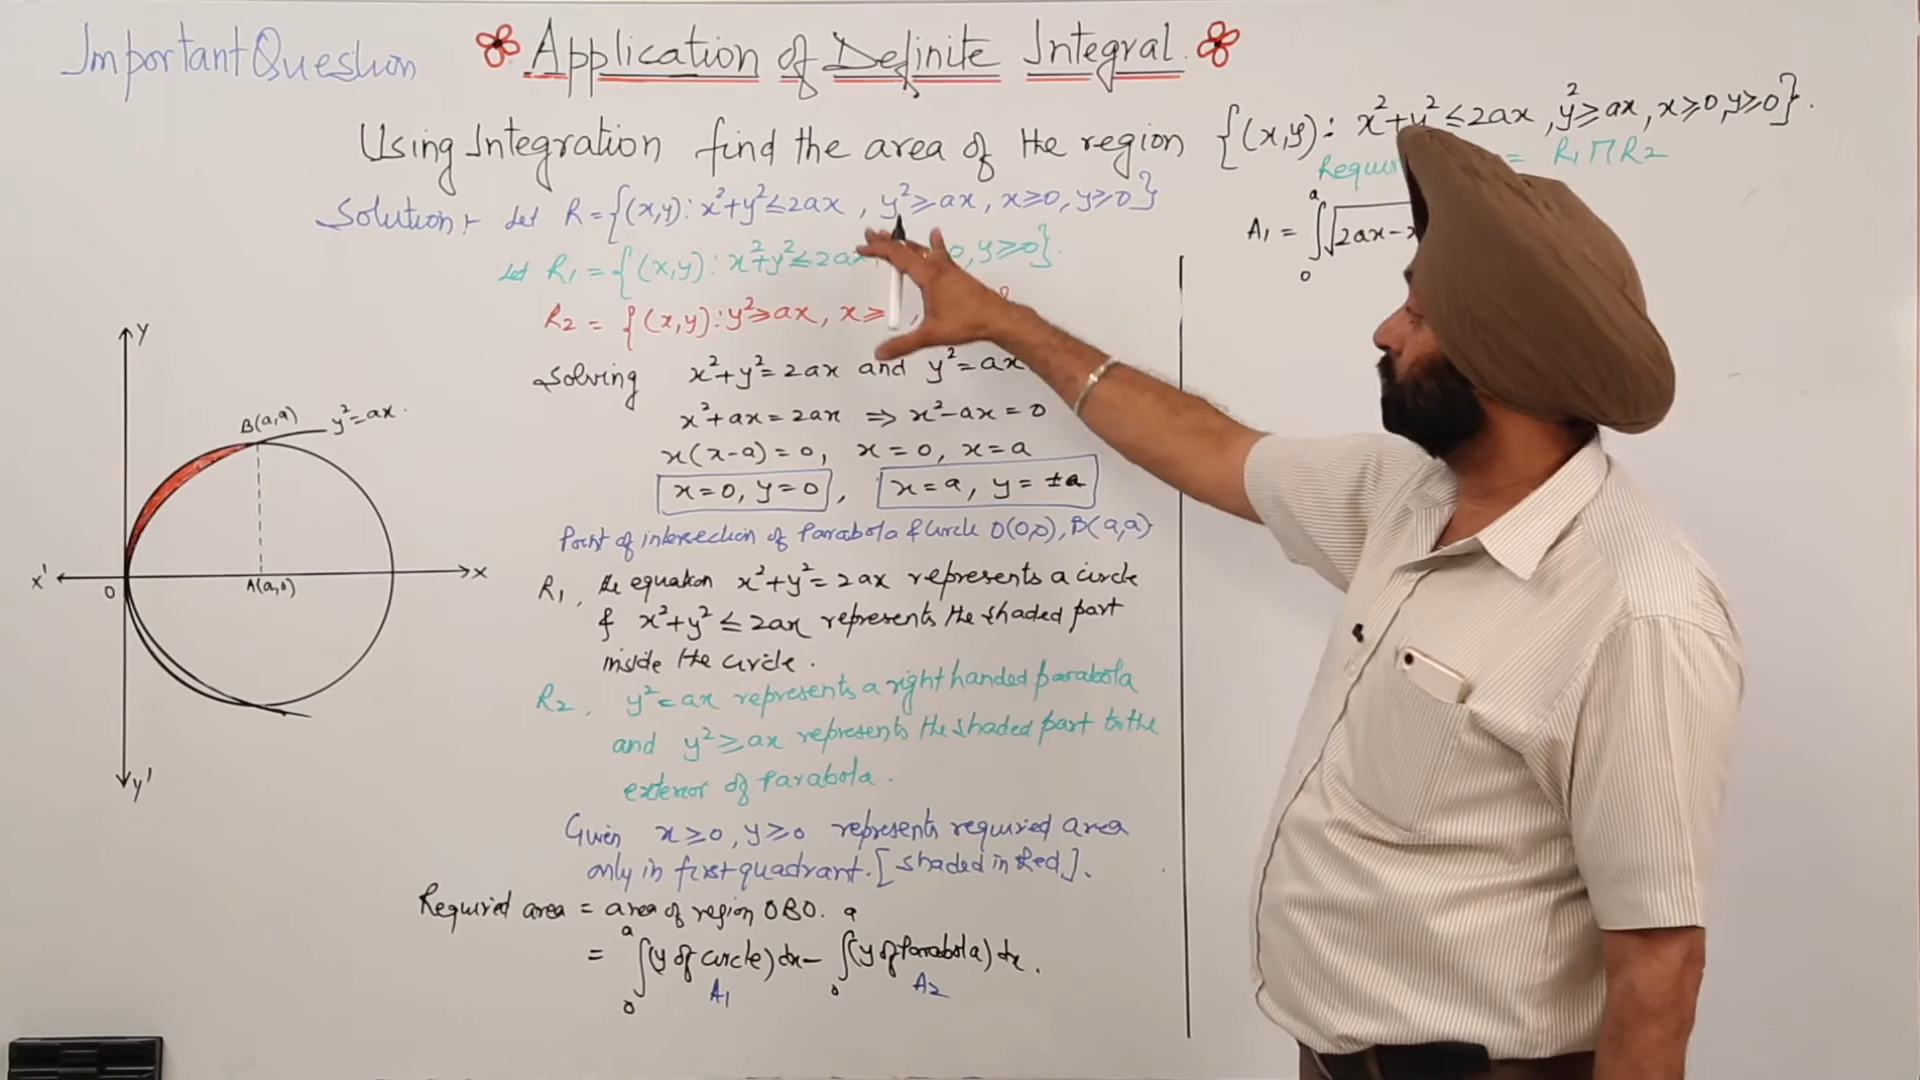 Important Question
Application of Definite Integral
Using Integration find the area of the region {(x,y): x²+y² ≤ 2ax, y² ≥ ax, x ≥ 0, y ≥ 0}.
= R₁ ∩ R₂
Solution:- Let R = {(x,y): x²+y² ≤ 2ax, y² ≥ ax, x ≥ 0, y ≥ 0}
Let R₁ = {(x,y): x²+y² ≤ 2ax 0, y ≥ 0}.
R₂ = {(x,y): y² ≥ ax, x ≥
Solving x²+y² = 2ax and y² = ax
x²+ax = 2ax ⇒ x²-ax = 0
x(x-a) = 0, x = 0, x = a
x = 0, y = 0, x = a, y = ±a
Point of intersection of Parabola & Circle O(0,0), B(a,a)
R₁, the equation x²+y² = 2ax represents a circle
& x²+y² ≤ 2ax represents the shaded part
inside the circle.
R₂, y² = ax represents a right handed parabola
and y² ≥ ax represents the shaded part to the
exterior of Parabola.
Given x ≥ 0, y ≥ 0 represents required area
only in first quadrant. [shaded in Red].
Required area = area of region OBO.
= ∫₀ᵃ (y of circle) dx - ∫₀ᵃ (y of Parabola) dx.
A₁ A₂
A₁ = ∫₀ᵃ √2ax-
Y
B(a,a)
y² = ax.
X'
O
A(a,0)
X
Y'